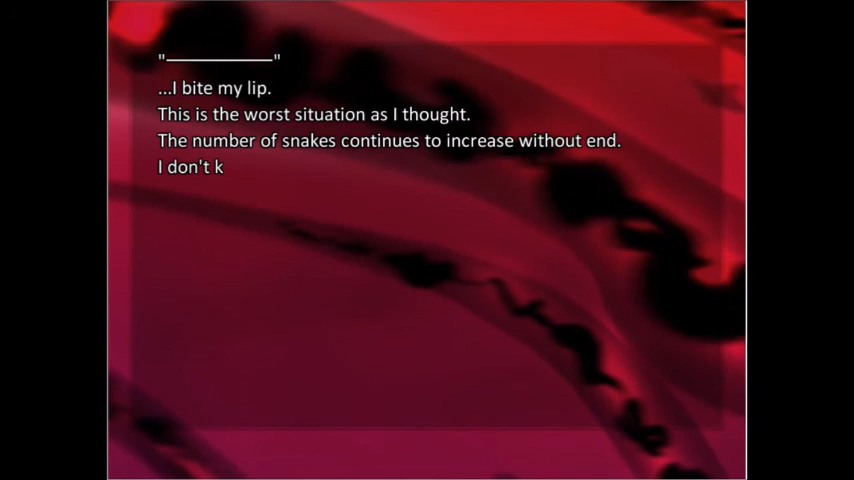 "――――――"
...I bite my lip.
This is the worst situation as I thought.
The number of snakes continues to increase without end.
I don't k